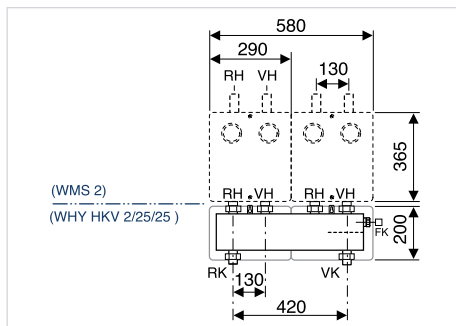 580
290
RH VH
130
365
(WMS 2)
RH VH RH VH
(WHY HKV 2/25/25 )
200
FK
RK VK
130
420